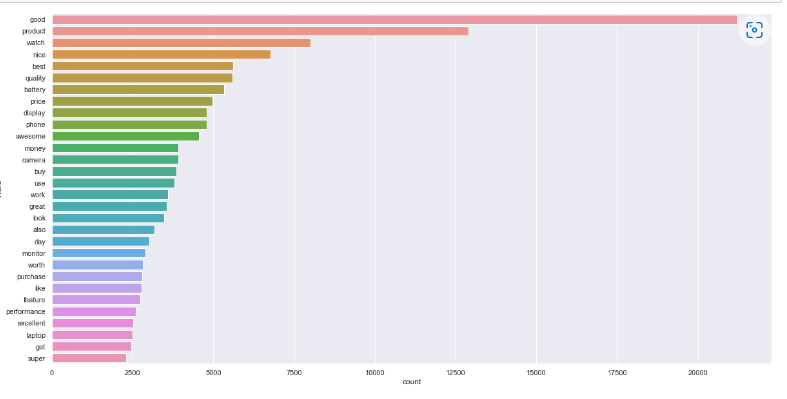 good
product
watch
nice
best
quality
battery
price
display
phone
awesome
money
camera
buy
use
work
great
look
also
day
monitor
worth
purchase
like
feature
performance
excellent
laptop
get
super
0 2500 5000 7500 10000 12500 15000 17500 20000
count